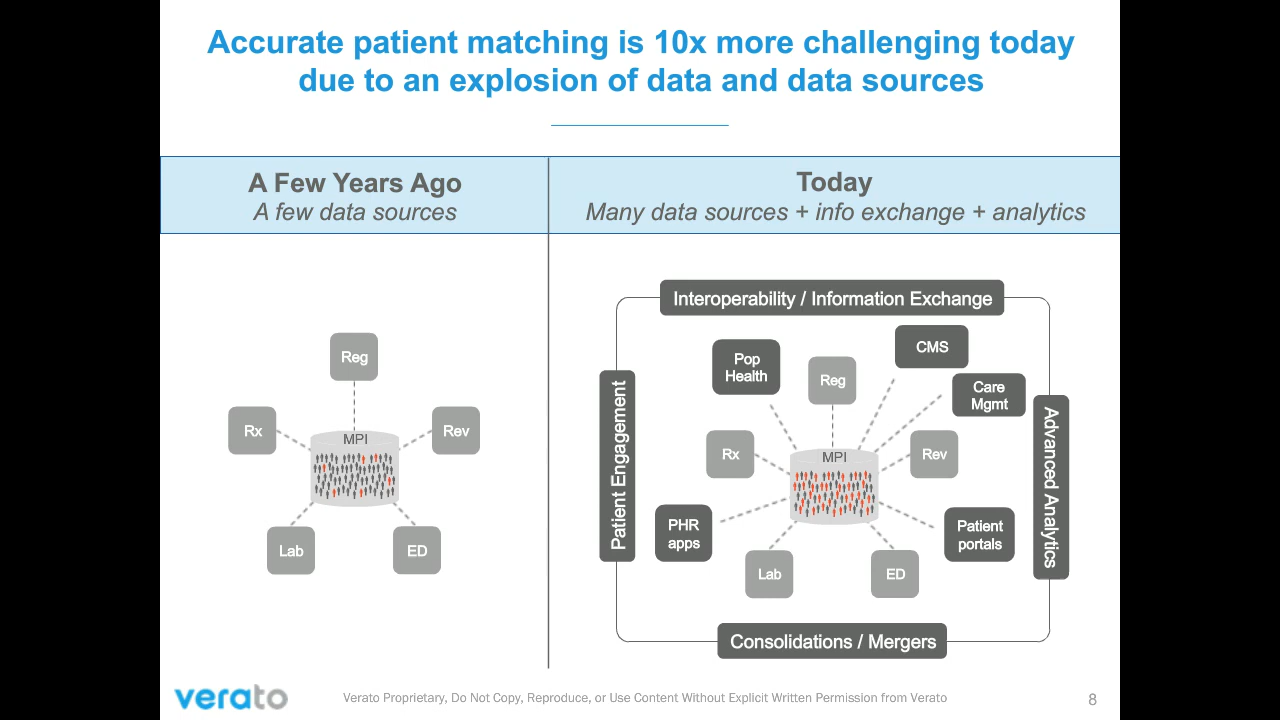 Accurate patient matching is 10x more challenging today
due to an explosion of data and data sources
A Few Years Ago
A few data sources
Today
Many data sources + info exchange + analytics
Reg
Rx
Rev
MPI
Lab
ED
Interoperability / Information Exchange
Patient Engagement
Advanced Analytics
Consolidations / Mergers
Pop
Health
Reg
CMS
Care
Mgmt
Rx
MPI
Rev
PHR
apps
Patient
portals
Lab
ED
verato
Verato Proprietary, Do Not Copy, Reproduce, or Use Content Without Explicit Written Permission from Verato
8